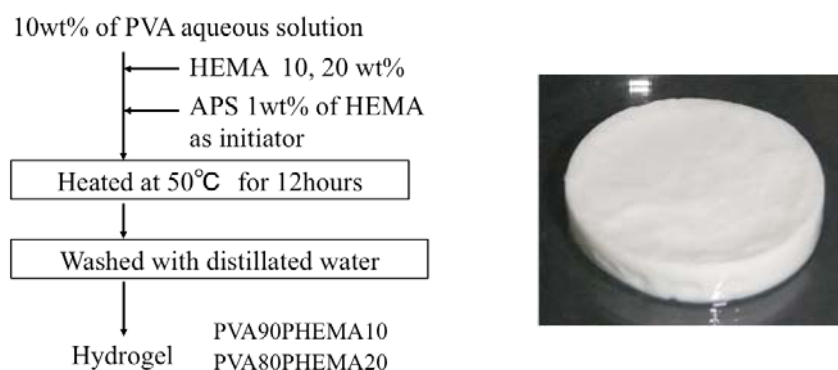 10wt% of PVA aqueous solution
HEMA 10, 20 wt%
APS 1wt% of HEMA
as initiator
Heated at 50℃ for 12hours
Washed with distillated water
Hydrogel
PVA90PHEMA10
PVA80PHEMA20